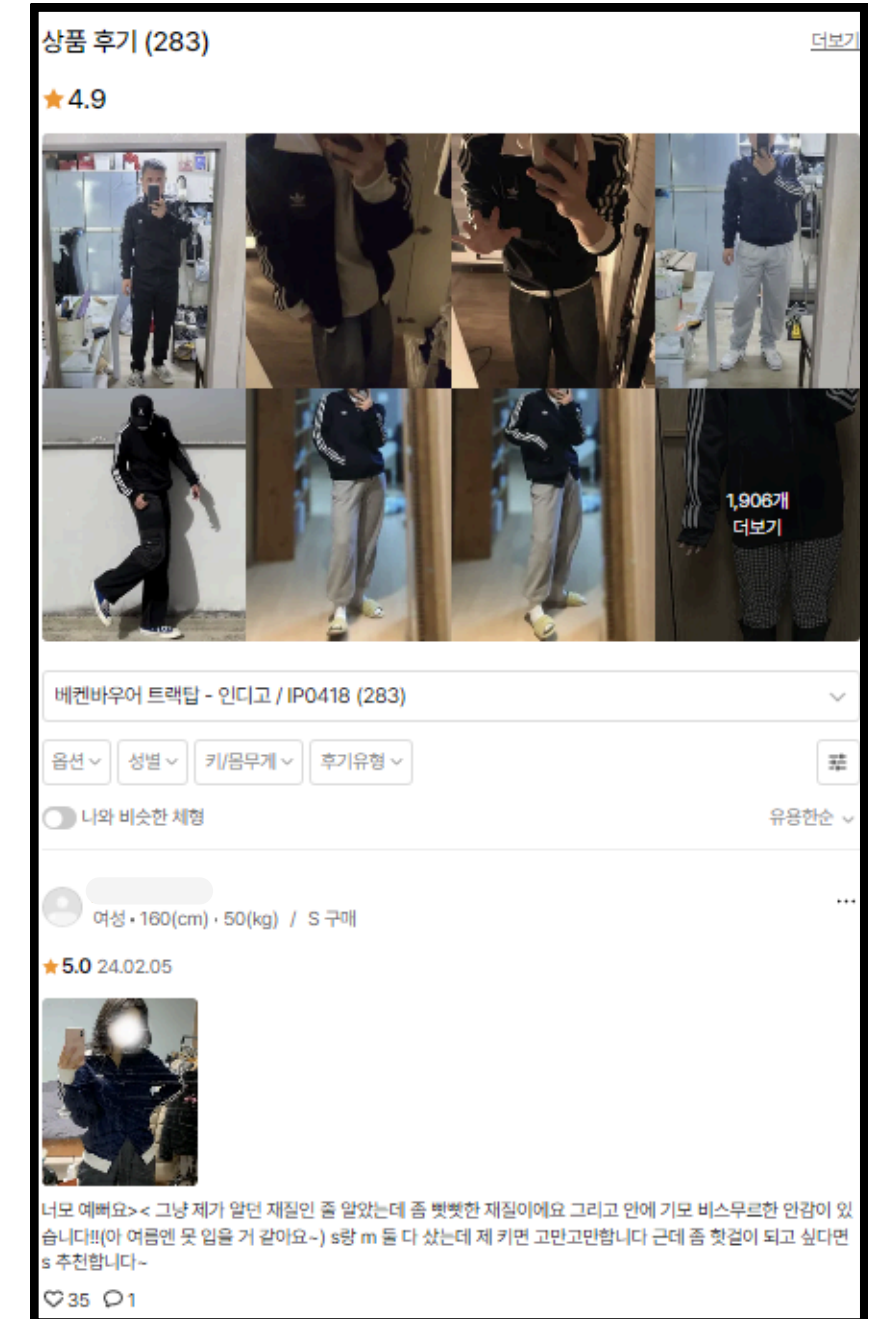 상품 후기 (283)
더보기
4.9
1,906개
더보기
베켄바우어 트랙탑 - 인디고 / IP0418 (283)
옵션
성별
키/몸무게
후기유형
나와 비슷한 체형
유용한순
여성 • 160(cm) · 50(kg) / S 구매
5.0 24.02.05
너모 예뻐요>< 그냥 제가 알던 재질인 줄 알았는데 좀 빳빳한 재질이에요 그리고 안에 기모 비스무르한 안감이 있
습니다!!(아 여름엔 못 입을 거 같아요~) s랑 m 둘 다 샀는데 제 키면 고만고만합니다 근데 좀 핫걸이 되고 싶다면
s 추천합니다~
35 1